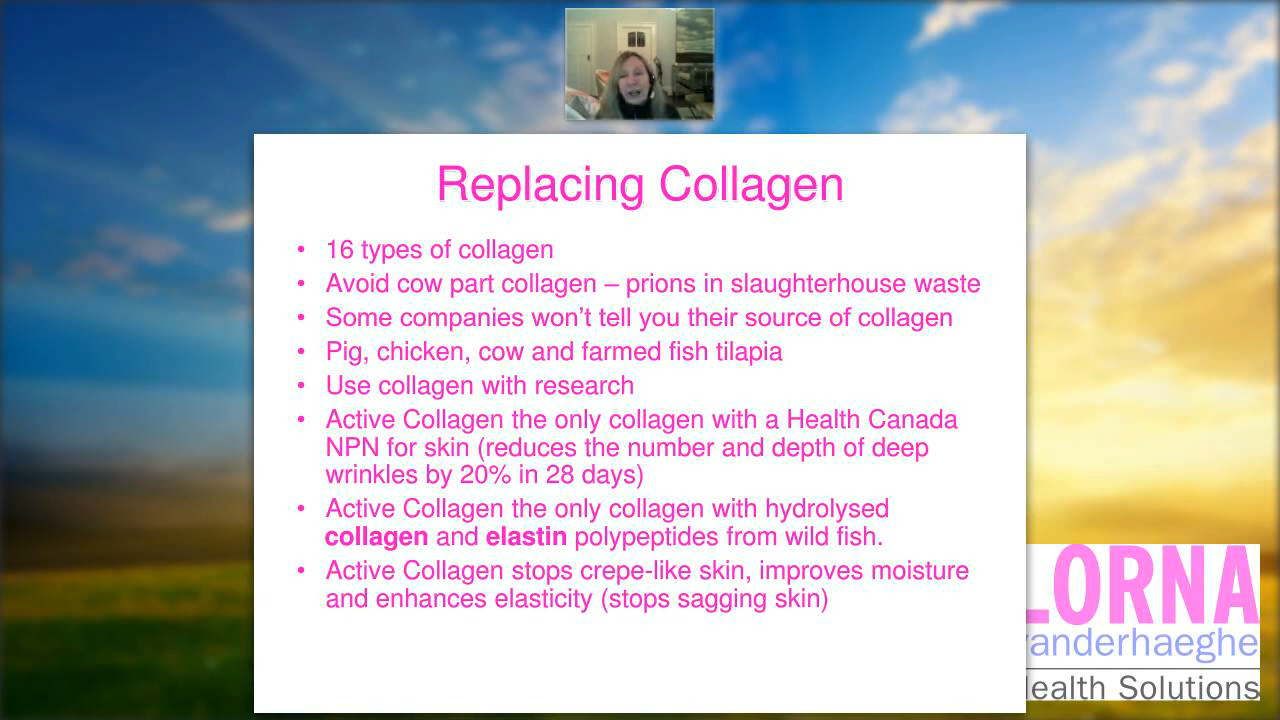 Replacing Collagen
• 16 types of collagen
• Avoid cow part collagen – prions in slaughterhouse waste
• Some companies won’t tell you their source of collagen
• Pig, chicken, cow and farmed fish tilapia
• Use collagen with research
• Active Collagen the only collagen with a Health Canada
NPN for skin (reduces the number and depth of deep
wrinkles by 20% in 28 days)
• Active Collagen the only collagen with hydrolysed
collagen and elastin polypeptides from wild fish.
• Active Collagen stops crepe-like skin, improves moisture
and enhances elasticity (stops sagging skin)
LORNA
vanderhaeghe
Health Solutions